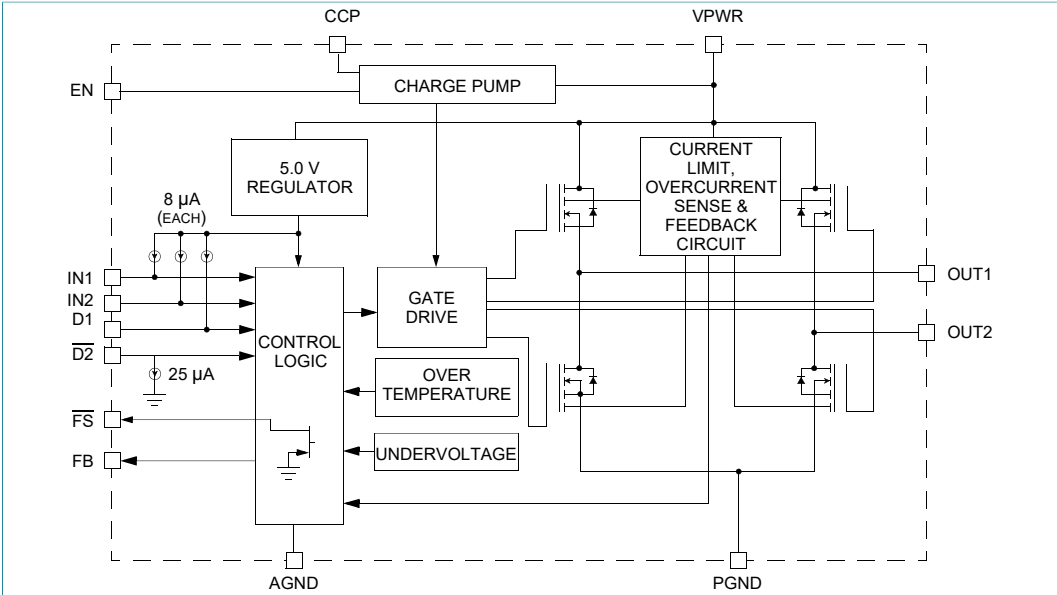 CCP
VPWR
EN
CHARGE PUMP
5.0 V
REGULATOR
CURRENT
LIMIT,
OVERCURRENT
SENSE &
FEEDBACK
CIRCUIT
8 µA
(EACH)
IN1
IN2
D1
D2
25 µA
FS
FB
CONTROL
LOGIC
GATE
DRIVE
OVER
TEMPERATURE
UNDERVOLTAGE
OUT1
OUT2
AGND
PGND